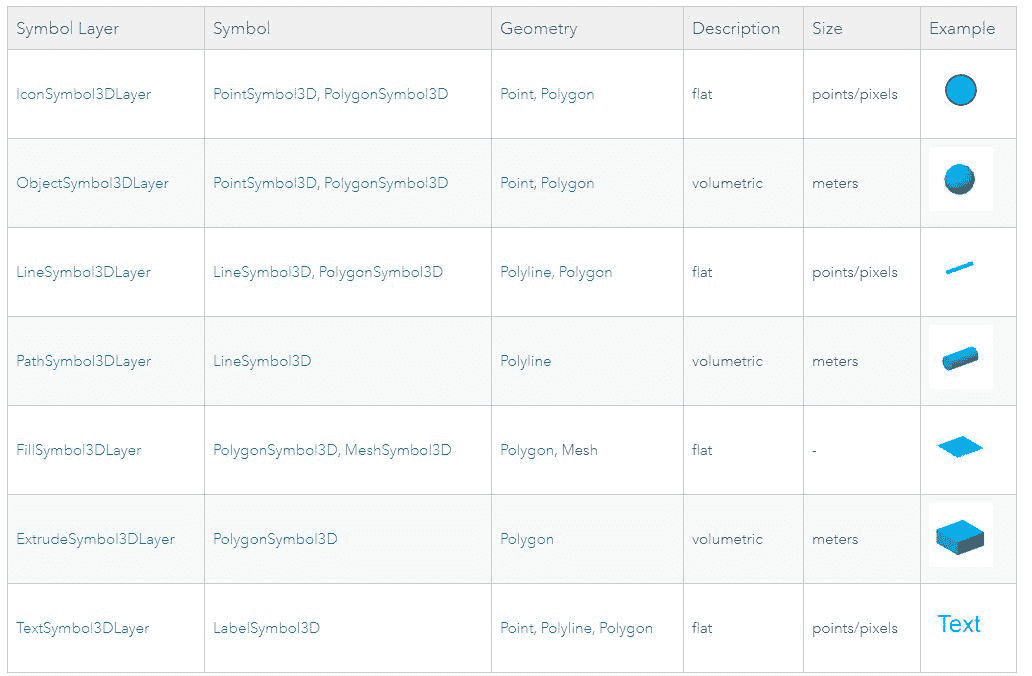 Symbol Layer Symbol Geometry Description Size Example
IconSymbol3DLayer PointSymbol3D, PolygonSymbol3D Point, Polygon flat points/pixels
ObjectSymbol3DLayer PointSymbol3D, PolygonSymbol3D Point, Polygon volumetric meters
LineSymbol3DLayer LineSymbol3D, PolygonSymbol3D Polyline, Polygon flat points/pixels
PathSymbol3DLayer LineSymbol3D Polyline volumetric meters
FillSymbol3DLayer PolygonSymbol3D, MeshSymbol3D Polygon, Mesh flat -
ExtrudeSymbol3DLayer PolygonSymbol3D Polygon volumetric meters
TextSymbol3DLayer LabelSymbol3D Point, Polyline, Polygon flat points/pixels Text